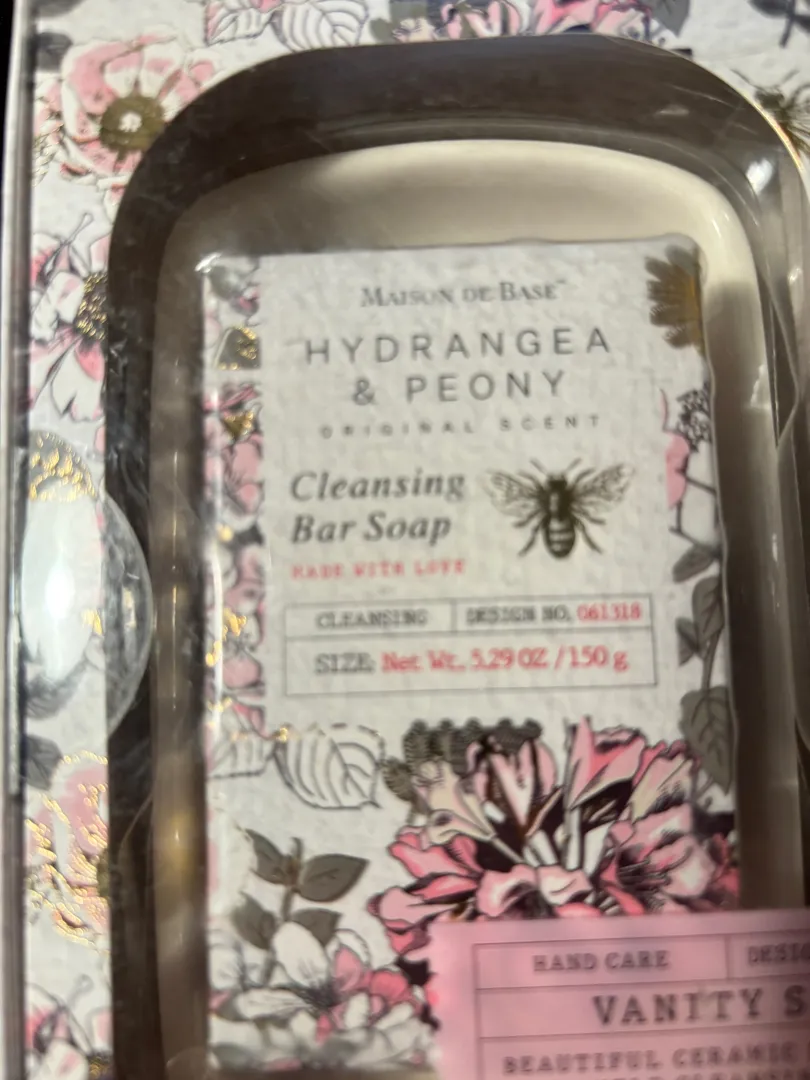 MAISON DE BASE™
HYDRANGEA
& PEONY
ORIGINAL SCENT
Cleansing
Bar Soap
MADE WITH LOVE
CLEANSING DESIGN NO. 061318
SIZE: Net Wt. 5.29 OZ / 150 g
HAND CARE
VANITY
BEAUTIFUL CERAMIC